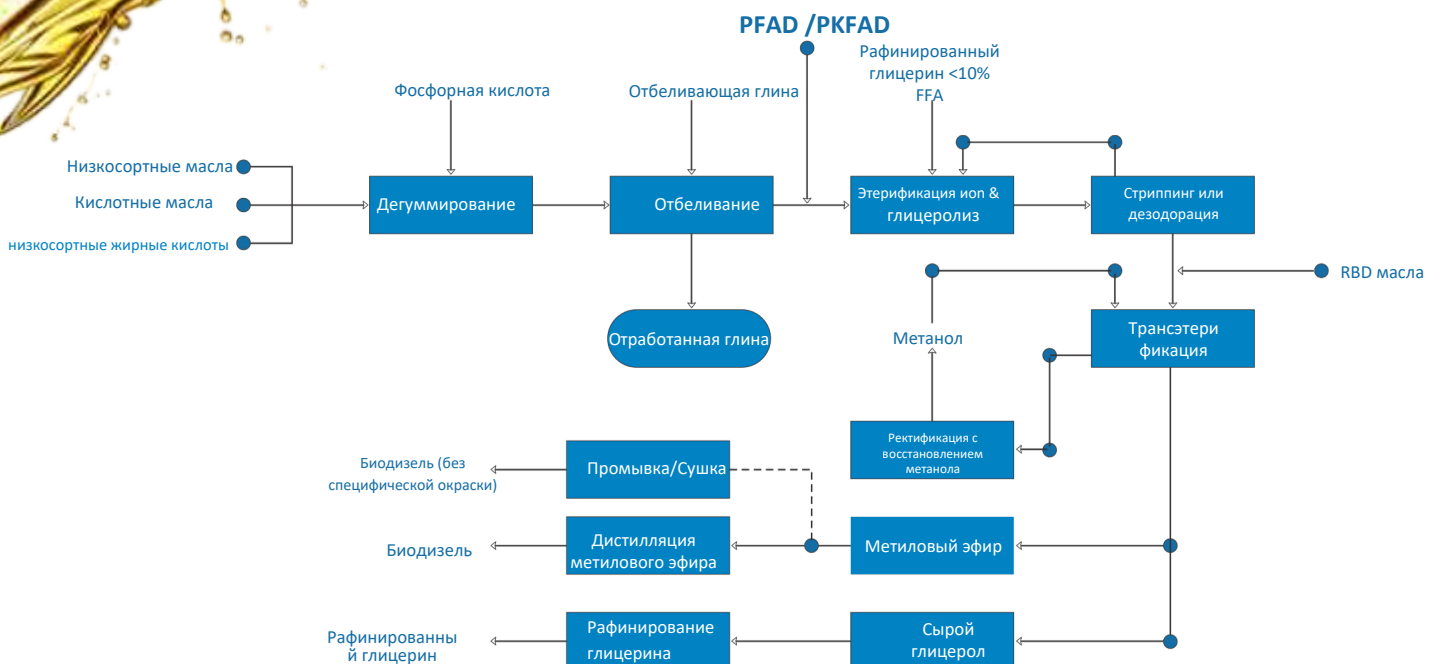 PFAD /PKFAD
Рафинированный
глицерин <10%
FFA
Фосфорная кислота
Отбеливающая глина
Низкосортные масла
Кислотные масла
низкосортные жирные кислоты
Дегуммирование
Отбеливание
Этерификация ион &
глицеролиз
Стриппинг или
дезодорация
RBD масла
Отработанная глина
Метанол
Трансэтери
фикация
Ректификация с
восстановлением
метанола
Биодизель (без
специфической окраски)
Промывка/Сушка
Биодизель
Дистилляция
метилового эфира
Метиловый эфир
Рафинированны
й глицерин
Рафинирование
глицерина
Сырой
глицерол